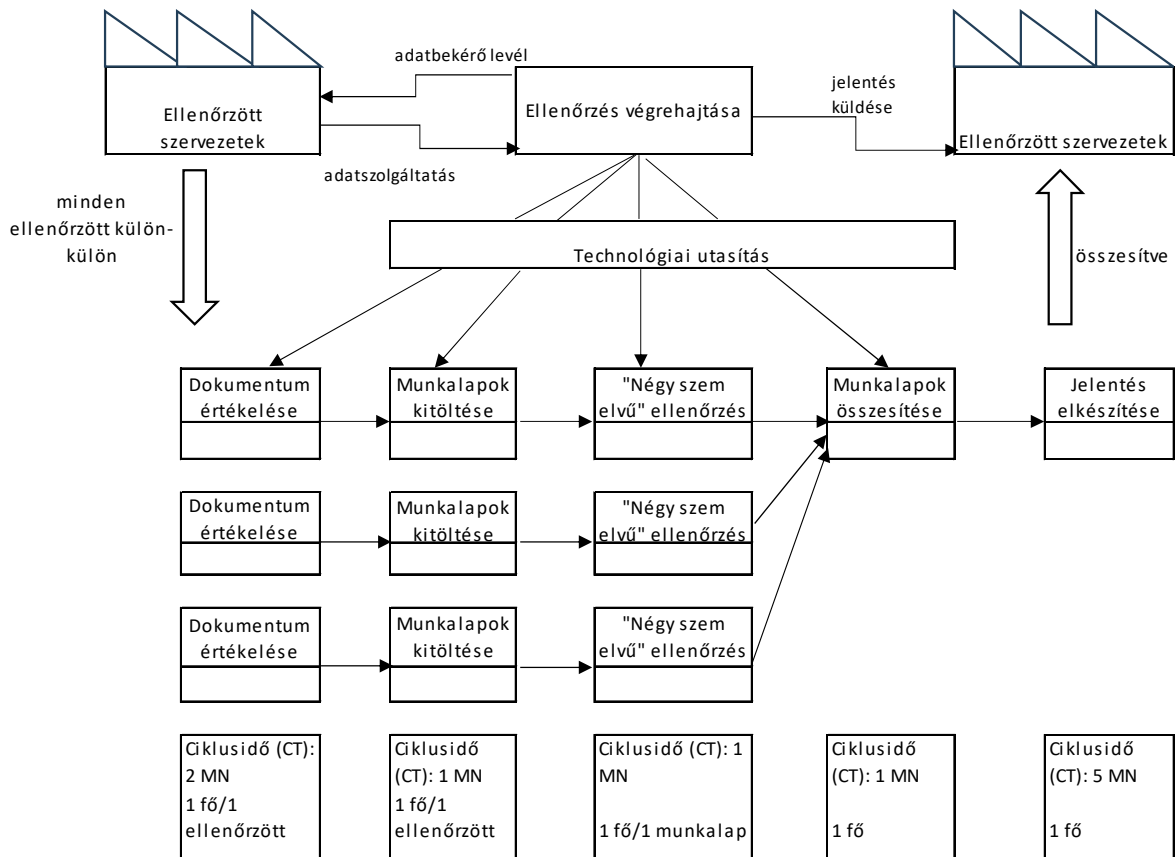 adatbekérő levél
Ellenőrzött
szervezetek
Ellenőrzés végrehajtása
jelentés
küldése
Ellenőrzött szervezetek
adatszolgáltatás
minden
ellenőrzött külön-
külön
Technológiai utasítás
összesítve
Dokumentum
értékelése
Munkalapok
kitöltése
"Négy szem
elvű" ellenőrzés
Munkalapok
összesítése
Jelentés
elkészítése
Dokumentum
értékelése
Munkalapok
kitöltése
"Négy szem
elvű" ellenőrzés
Dokumentum
értékelése
Munkalapok
kitöltése
"Négy szem
elvű" ellenőrzés
Ciklusidő (CT):
2 MN
1 fő/1
ellenőrzött
Ciklusidő
(CT): 1 MN
1 fő/1
ellenőrzött
Ciklusidő (CT): 1
MN
1 fő/1 munkalap
Ciklusidő
(CT): 1 MN
1 fő
Ciklusidő
(CT): 5 MN
1 fő